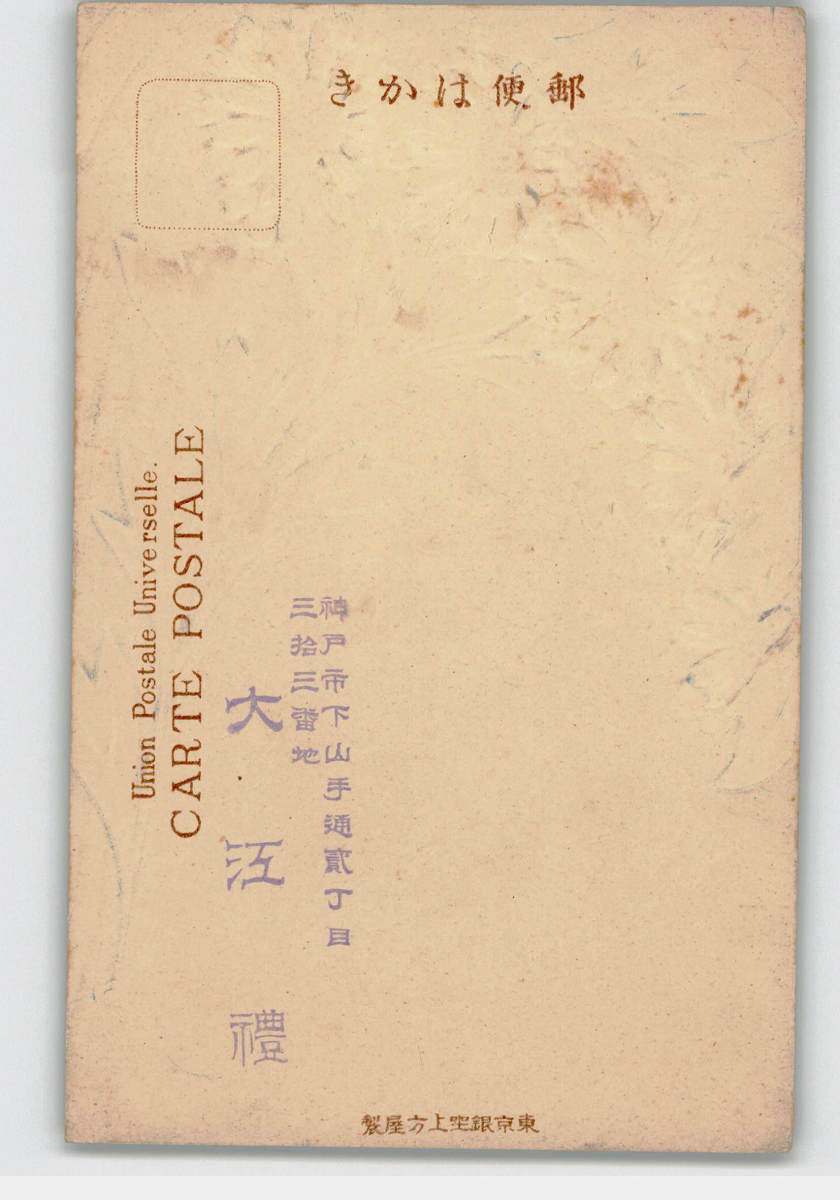 郵便はかき
Union Postale Universelle.
CARTE POSTALE
神戸市下山手通貳丁目
三拾三番地
大江禮
東京銀座上方屋製